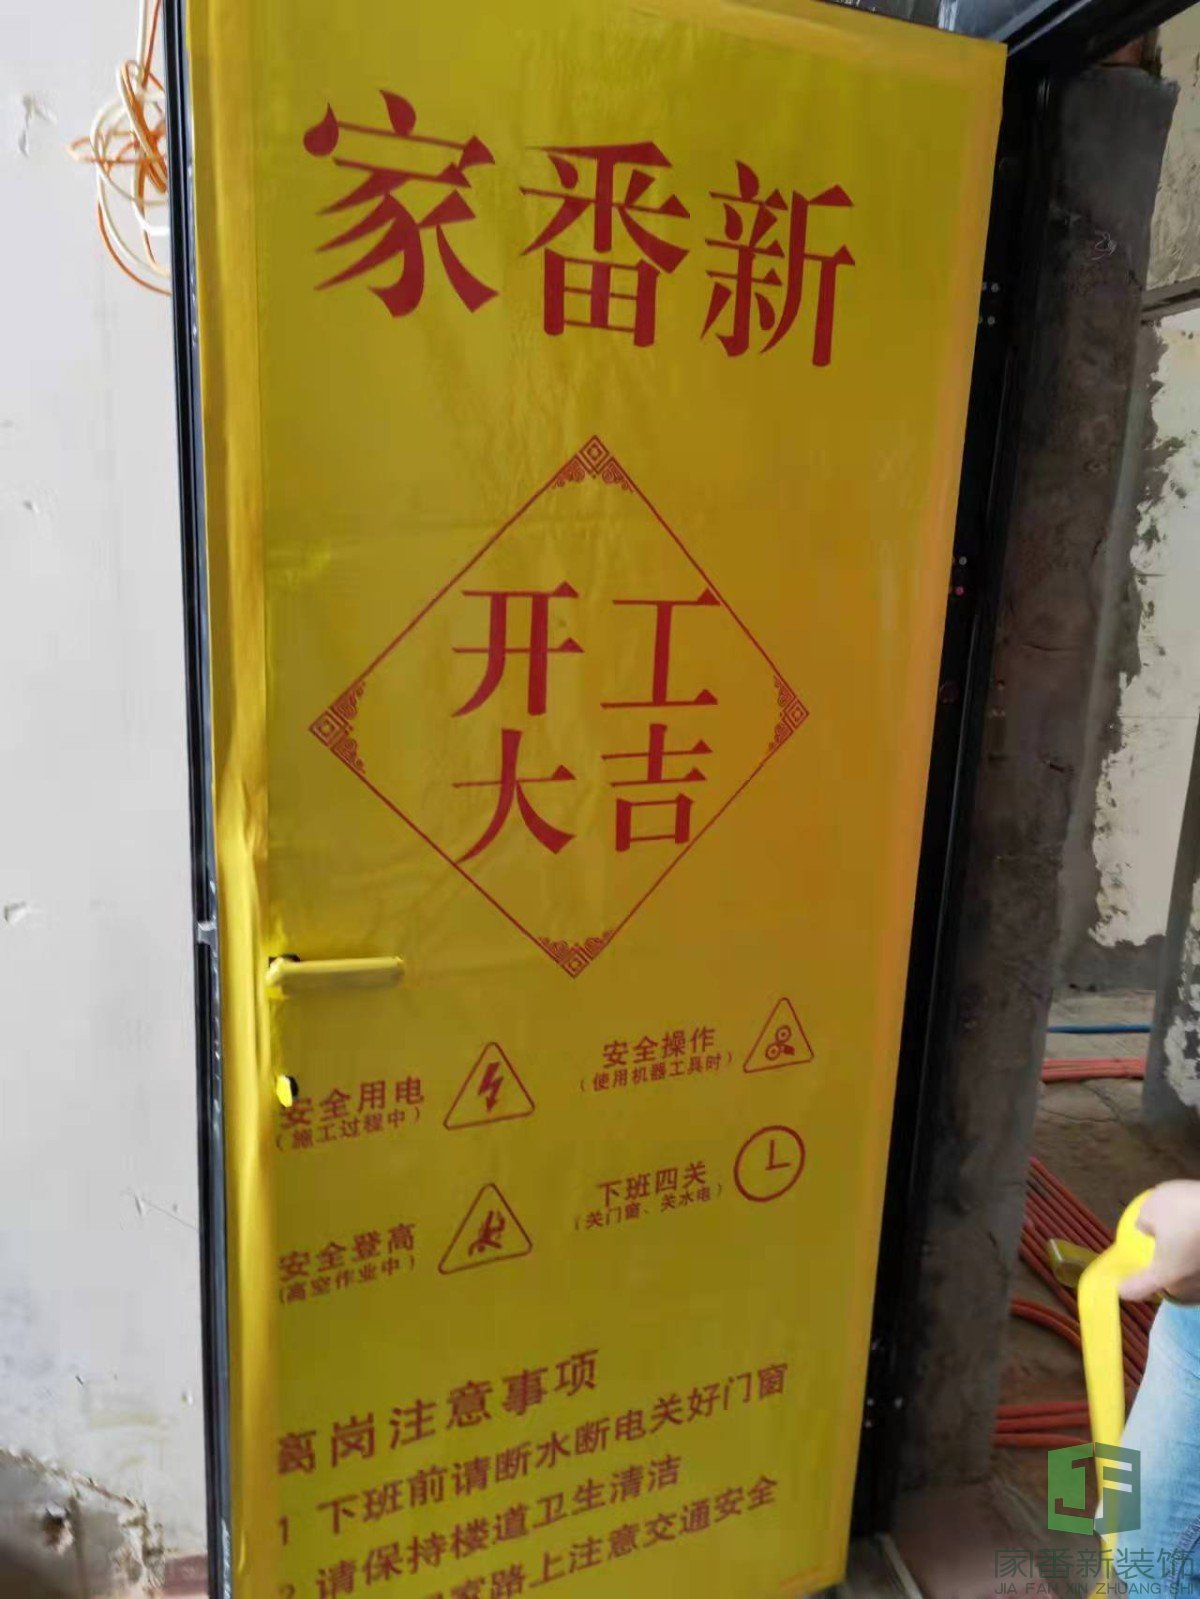 家番新
开工
大吉
安全用电
（施工过程中）
安全操作
（使用机器工具时）
安全登高
（高空作业中）
下班四关
（关门窗、关水电）
离岗注意事项
1 下班前请断水断电关好门窗
2 请保持楼道卫生清洁
家路上注意交通安全
JF
家番新装饰
JIA FAN XIN ZHUANG SHI